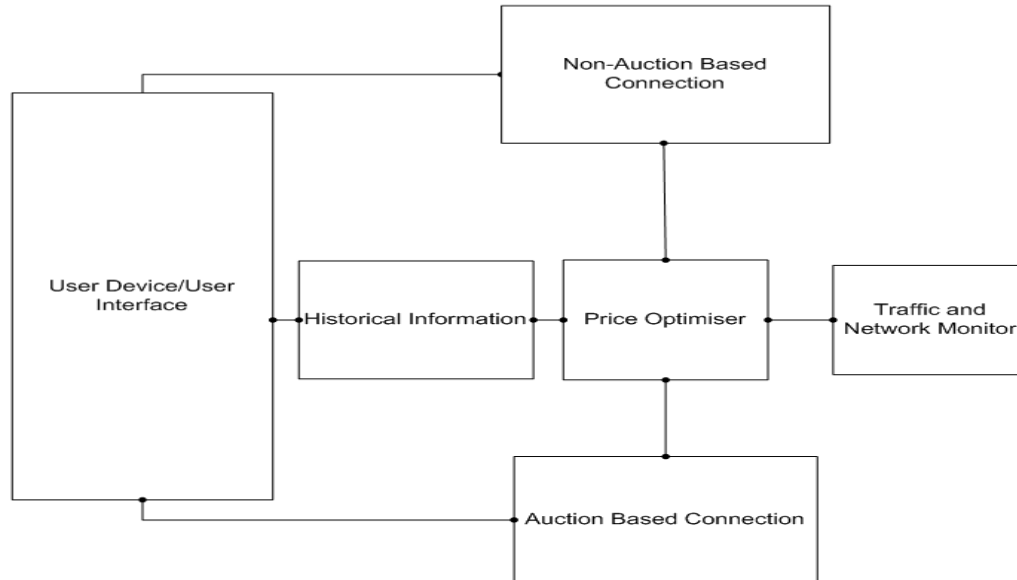 Non-Auction Based
Connection
User Device/User
Interface
Historical Information
Price Optimiser
Traffic and
Network Monitor
Auction Based Connection